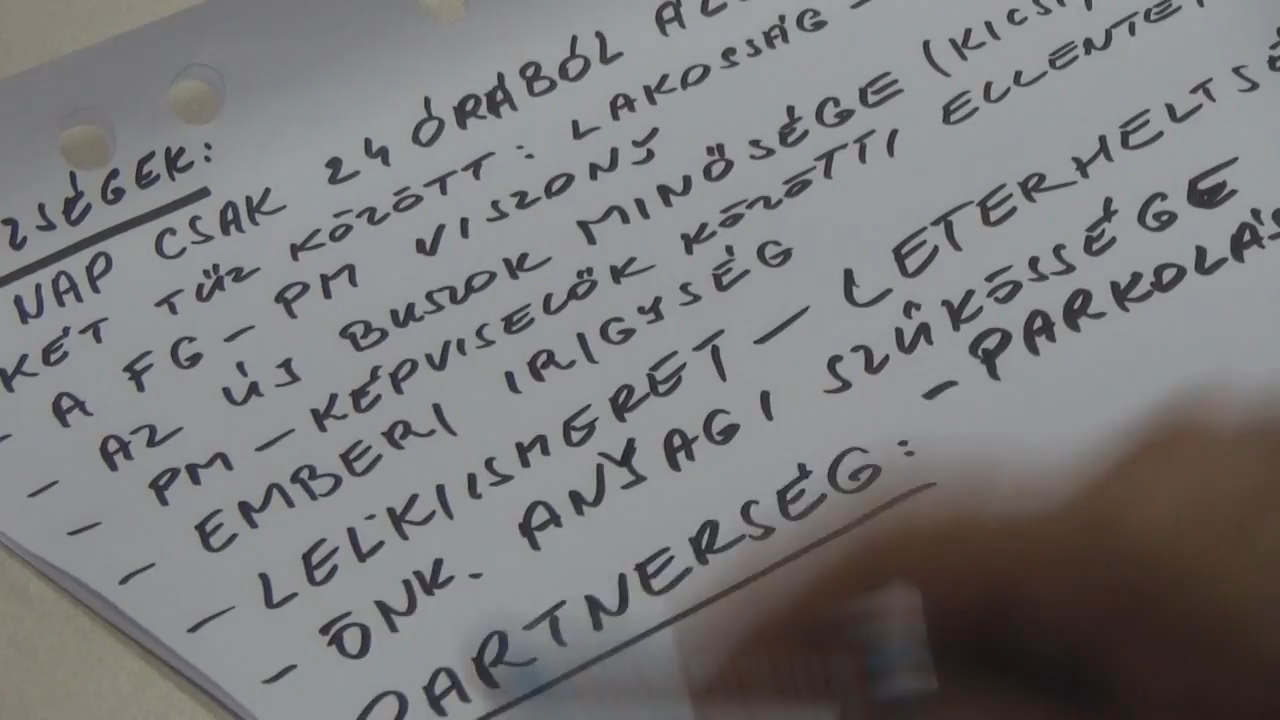 ZSÉGEK:
NAP CSAK 24 ÓRÁBÓL ÁL
KÉT TŰZ KÖZÖTT: LAKOSSÁG -
- A FG - PM VISZONY
- AZ ÚJ BUSZOK MINŐSÉGE (KICSI,
- PM - KÉPVISELŐK KÖZÖTTI ELLENTÉT
- EMBERI IRIGYSÉG
- LELKIISMERET - LETERHELTSÉ
- ÖNK. ANYAGI SZŰKÖSSÉGE
- PARKOLÁS
PARTNERSÉG: